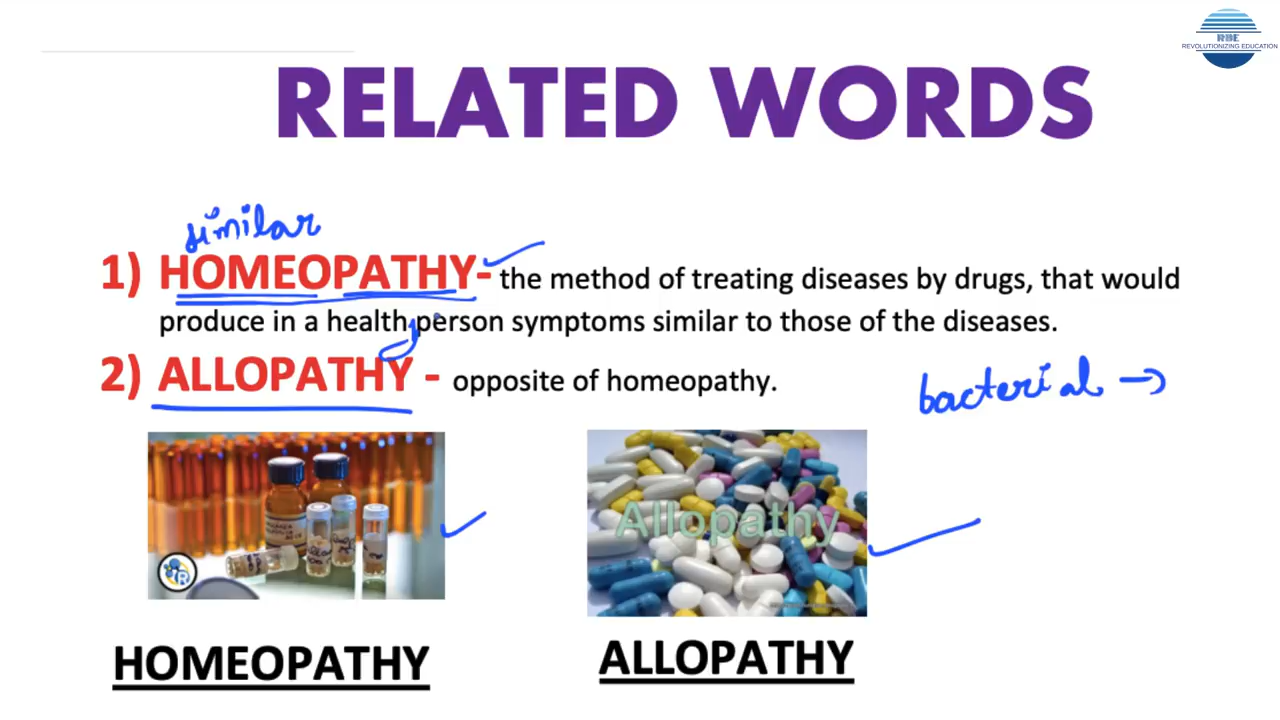 RBE
REVOLUTIONIZING EDUCATION
RELATED WORDS
similar
1) HOMEOPATHY- the method of treating diseases by drugs, that would
produce in a healthy person symptoms similar to those of the diseases.
2) ALLOPATHY - opposite of homeopathy.
bacterial →
R
Allopathy
HOMEOPATHY
ALLOPATHY